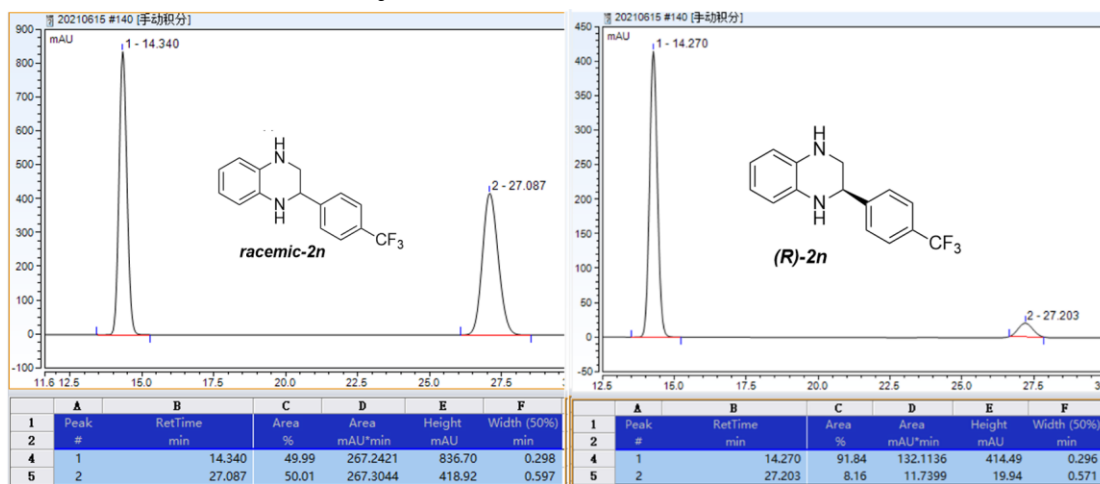 20210615 #140 [手动积分]
mAU
900
800
700
600
500
400
300
200
100
0
-100
1 - 14.340
2 - 27.087
H
N
N
H
CF3
racemic-2n
11.6 12.5 15.0 17.5 20.0 22.5 25.0 27.5
A B C D E F
1 Peak RetTime Area Area Height Width (50%)
2 # min % mAU*min mAU min
4 1 14.340 49.99 267.2421 836.70 0.298
5 2 27.087 50.01 267.3044 418.92 0.597
20210615 #140 [手动积分]
mAU
450
400
350
300
250
200
150
100
50
0
-50
1 - 14.270
2 - 27.203
H
N
N
H
CF3
(R)-2n
12.5 15.0 17.5 20.0 22.5 25.0 27.5
A B C D E F
1 Peak RetTime Area Area Height Width (50%)
2 # min % mAU*min mAU min
4 1 14.270 91.84 132.1136 414.49 0.296
5 2 27.203 8.16 11.7399 19.94 0.571